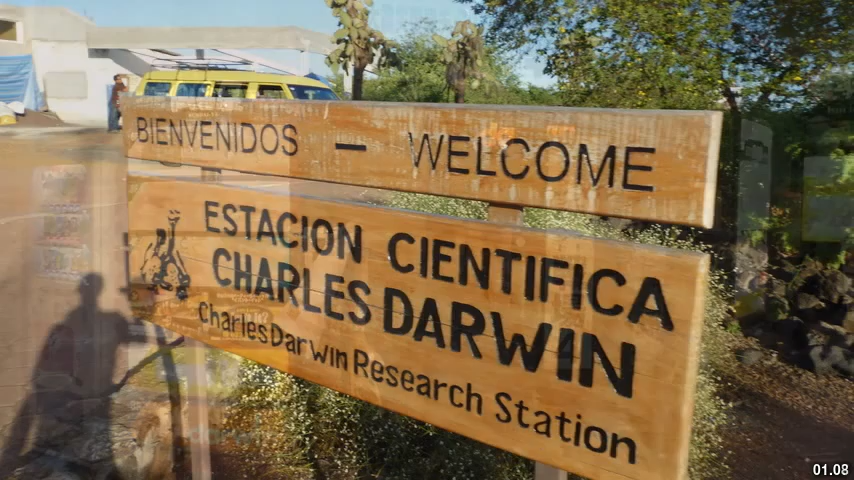 BIENVENIDOS — WELCOME
ESTACION CIENTIFICA
CHARLES DARWIN
Charles Darwin Research Station
01.08